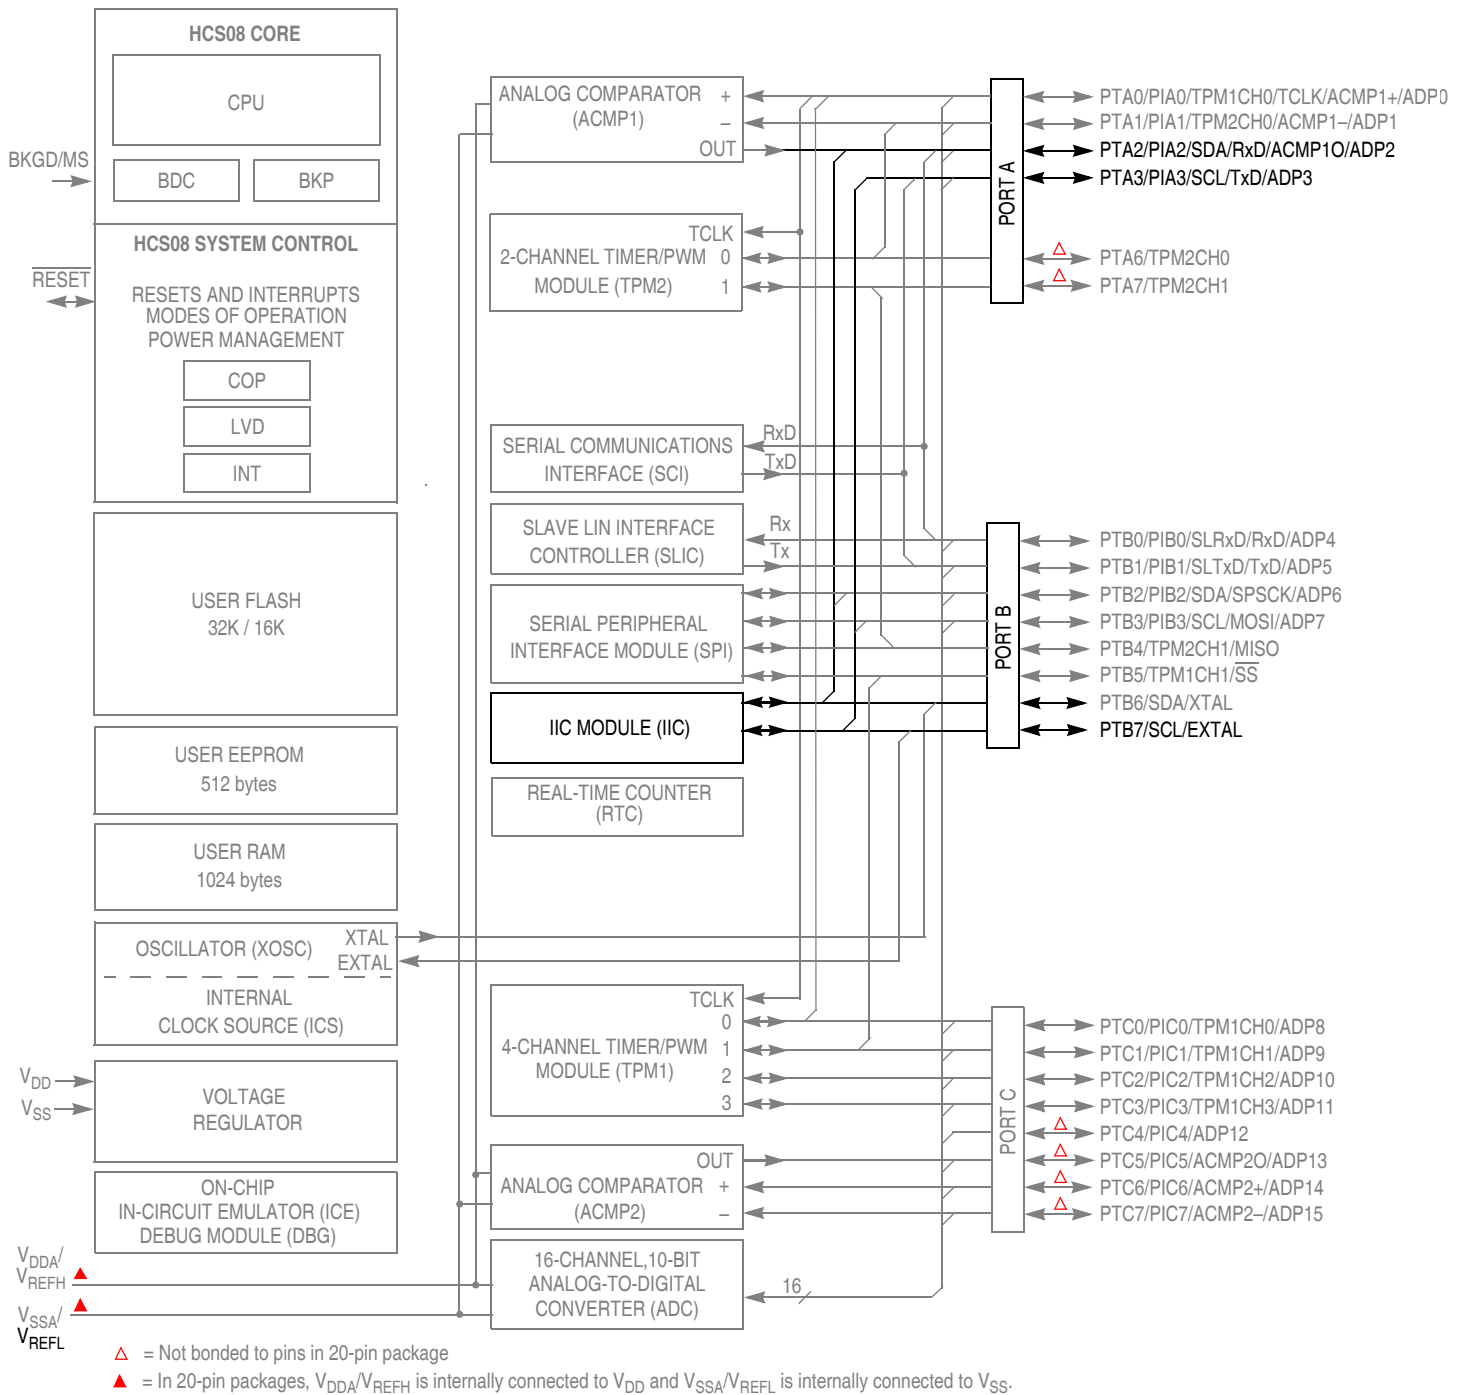 HCS08 CORE
CPU
BKGD/MS
BDC
BKP
HCS08 SYSTEM CONTROL
RESET
RESETS AND INTERRUPTS
MODES OF OPERATION
POWER MANAGEMENT
COP
LVD
INT
USER FLASH
32K / 16K
USER EEPROM
512 bytes
USER RAM
1024 bytes
OSCILLATOR (XOSC)
XTAL
EXTAL
INTERNAL
CLOCK SOURCE (ICS)
VDD
VSS
VOLTAGE
REGULATOR
ON-CHIP
IN-CIRCUIT EMULATOR (ICE)
DEBUG MODULE (DBG)
VDDA/
VREFH
VSSA/
VREFL
ANALOG COMPARATOR +
(ACMP1) –
OUT
TCLK
2-CHANNEL TIMER/PWM 0
MODULE (TPM2) 1
SERIAL COMMUNICATIONS
INTERFACE (SCI)
RxD
TxD
SLAVE LIN INTERFACE
CONTROLLER (SLIC)
Rx
Tx
SERIAL PERIPHERAL
INTERFACE MODULE (SPI)
IIC MODULE (IIC)
REAL-TIME COUNTER
(RTC)
TCLK
0
4-CHANNEL TIMER/PWM 1
MODULE (TPM1) 2
3
OUT
ANALOG COMPARATOR +
(ACMP2) –
16-CHANNEL,10-BIT
ANALOG-TO-DIGITAL
CONVERTER (ADC)
16
PORT A
PTA0/PIA0/TPM1CH0/TCLK/ACMP1+/ADP0
PTA1/PIA1/TPM2CH0/ACMP1–/ADP1
PTA2/PIA2/SDA/RxD/ACMP1O/ADP2
PTA3/PIA3/SCL/TxD/ADP3
PTA6/TPM2CH0
PTA7/TPM2CH1
PORT B
PTB0/PIB0/SLRxD/RxD/ADP4
PTB1/PIB1/SLTxD/TxD/ADP5
PTB2/PIB2/SDA/SPSCK/ADP6
PTB3/PIB3/SCL/MOSI/ADP7
PTB4/TPM2CH1/MISO
PTB5/TPM1CH1/SS
PTB6/SDA/XTAL
PTB7/SCL/EXTAL
PORT C
PTC0/PIC0/TPM1CH0/ADP8
PTC1/PIC1/TPM1CH1/ADP9
PTC2/PIC2/TPM1CH2/ADP10
PTC3/PIC3/TPM1CH3/ADP11
PTC4/PIC4/ADP12
PTC5/PIC5/ACMP2O/ADP13
PTC6/PIC6/ACMP2+/ADP14
PTC7/PIC7/ACMP2–/ADP15
△ = Not bonded to pins in 20-pin package
▲ = In 20-pin packages, VDDA/VREFH is internally connected to VDD and VSSA/VREFL is internally connected to VSS.